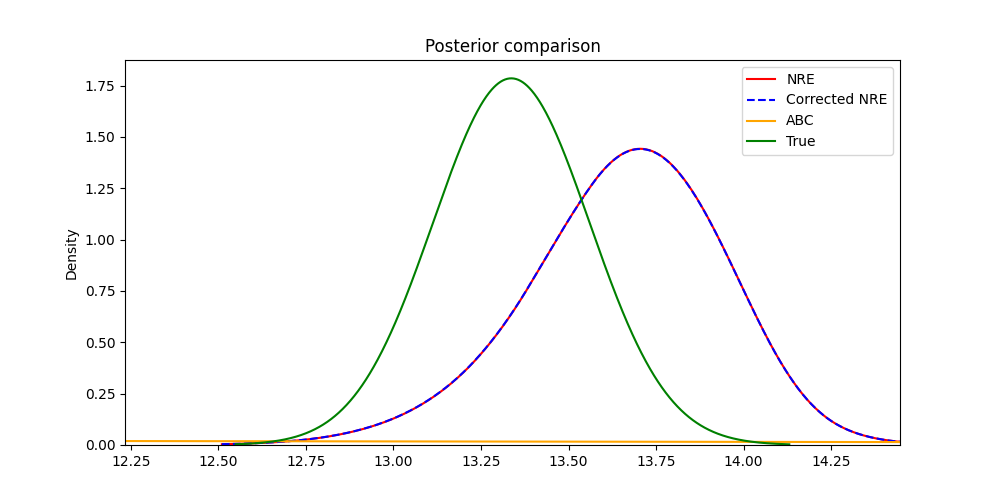 Posterior comparison
NRE
Corrected NRE
ABC
True
Density
1.75
1.50
1.25
1.00
0.75
0.50
0.25
0.00
12.25 12.50 12.75 13.00 13.25 13.50 13.75 14.00 14.25